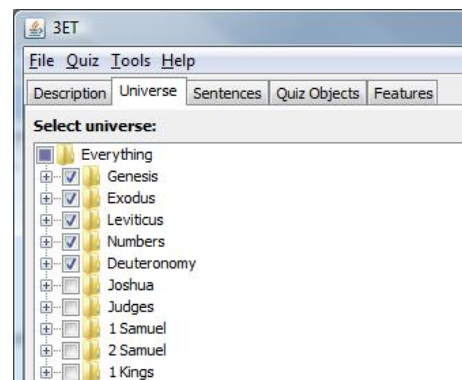 3ET
File Quiz Tools Help
Description Universe Sentences Quiz Objects Features
Select universe:
Everything
Genesis
Exodus
Leviticus
Numbers
Deuteronomy
Joshua
Judges
1 Samuel
2 Samuel
1 Kings